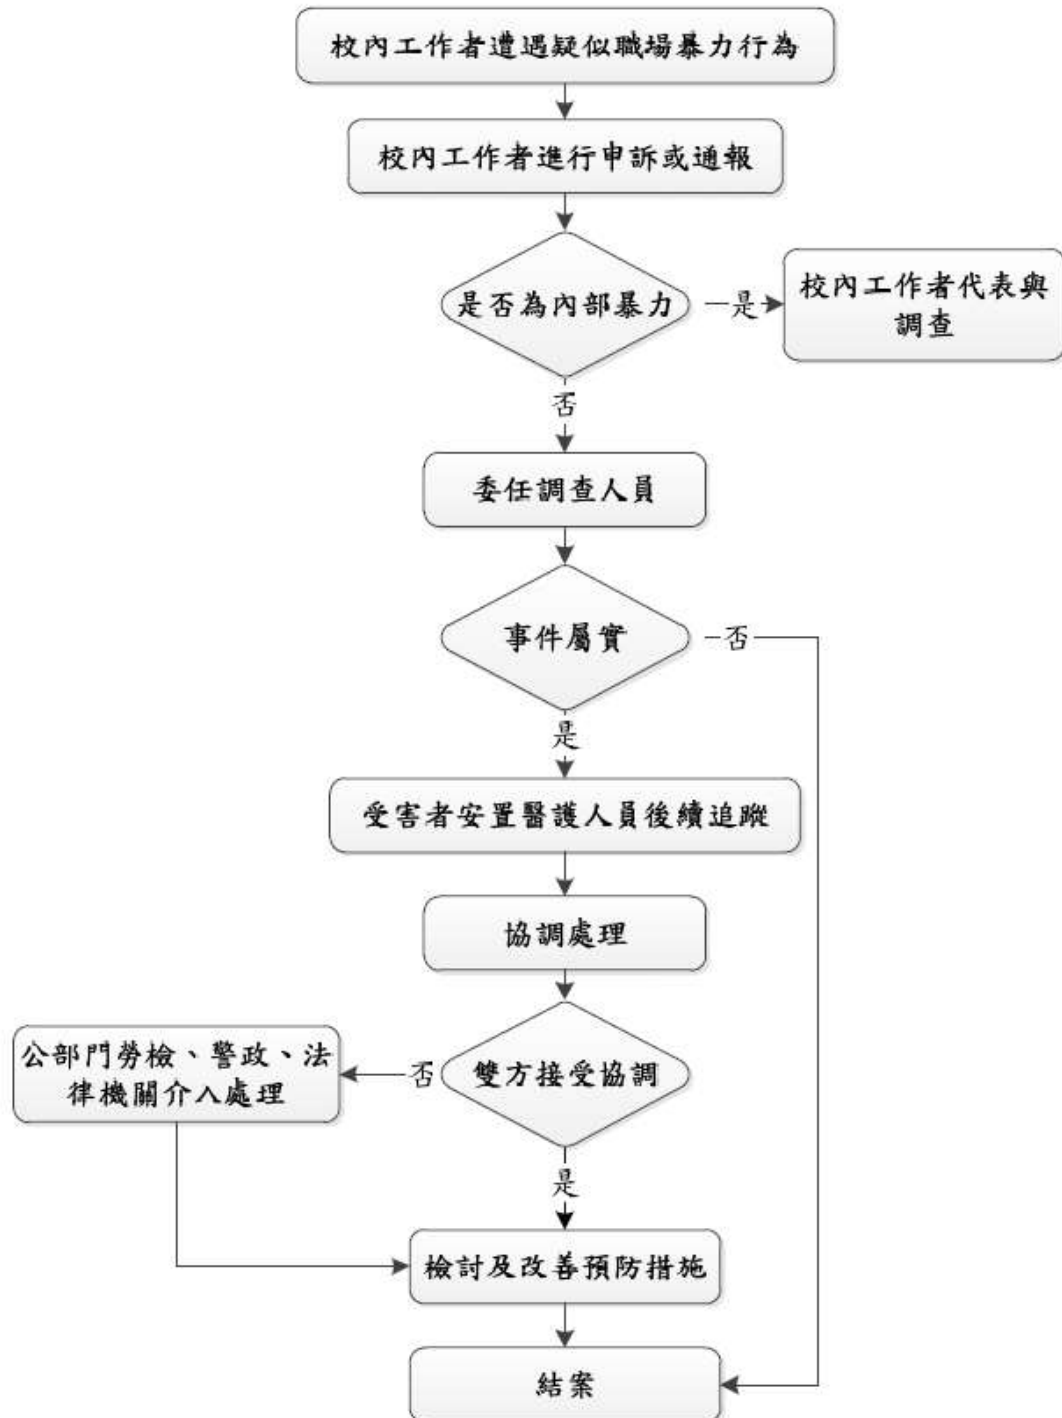 校內工作者遭遇疑似職場暴力行為
校內工作者進行申訴或通報
是否為內部暴力
是
校內工作者代表與
調查
否
委任調查人員
事件屬實
否
是
受害者安置醫護人員後續追蹤
協調處理
雙方接受協調
否
公部門勞檢、警政、法
律機關介入處理
是
檢討及改善預防措施
結案